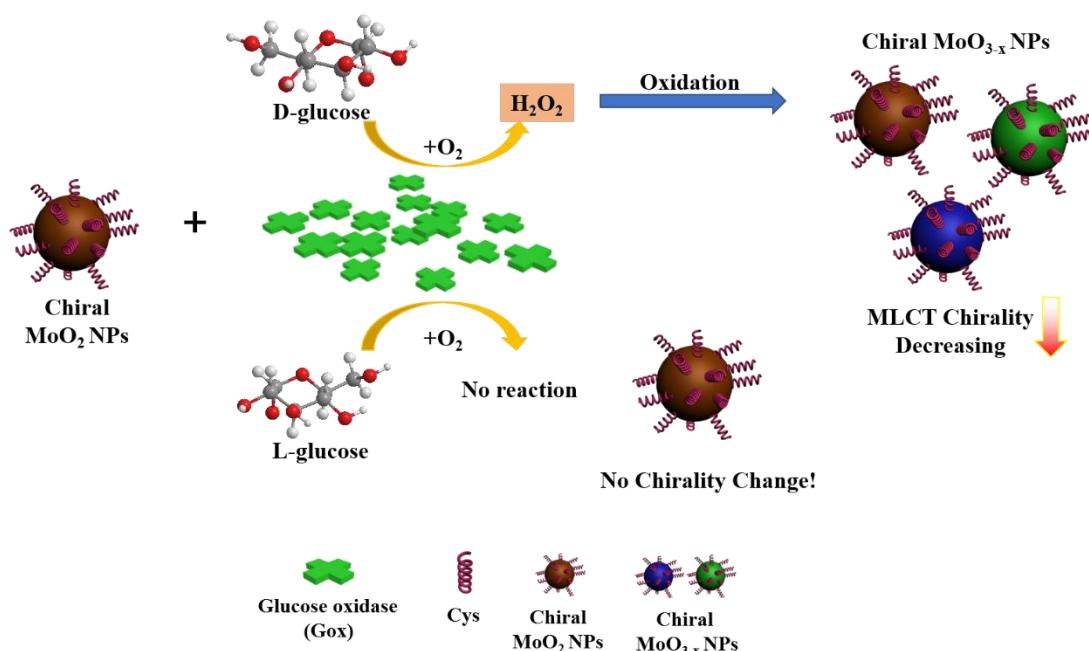 D-glucose
H₂O₂
Oxidation
Chiral MoO₃₋ₓ NPs
+O₂
+
Chiral
MoO₂ NPs
MLCT Chirality
Decreasing
+O₂
No reaction
L-glucose
No Chirality Change!
Glucose oxidase
(Gox)
Cys
Chiral
MoO₂ NPs
Chiral
MoO₃₋ₓ NPs